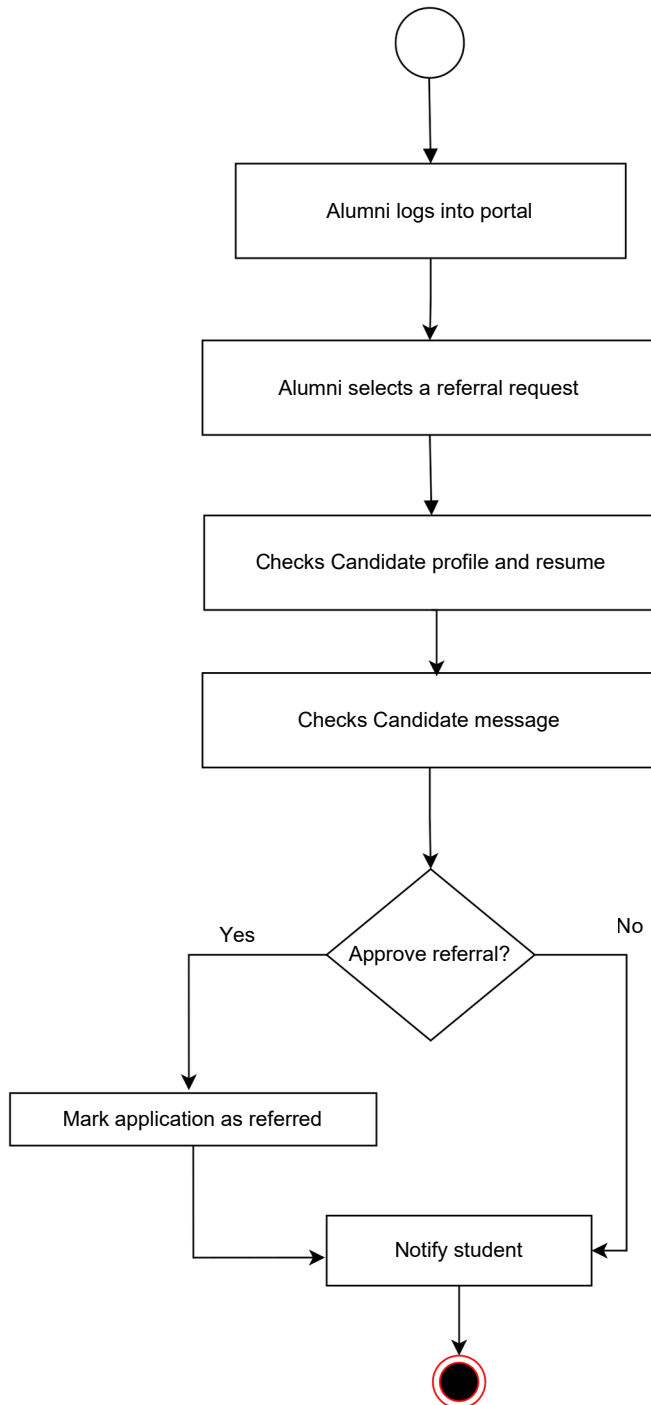 Alumni logs into portal
Alumni selects a referral request
Checks Candidate profile and resume
Checks Candidate message
Approve referral?
Yes
No
Mark application as referred
Notify student